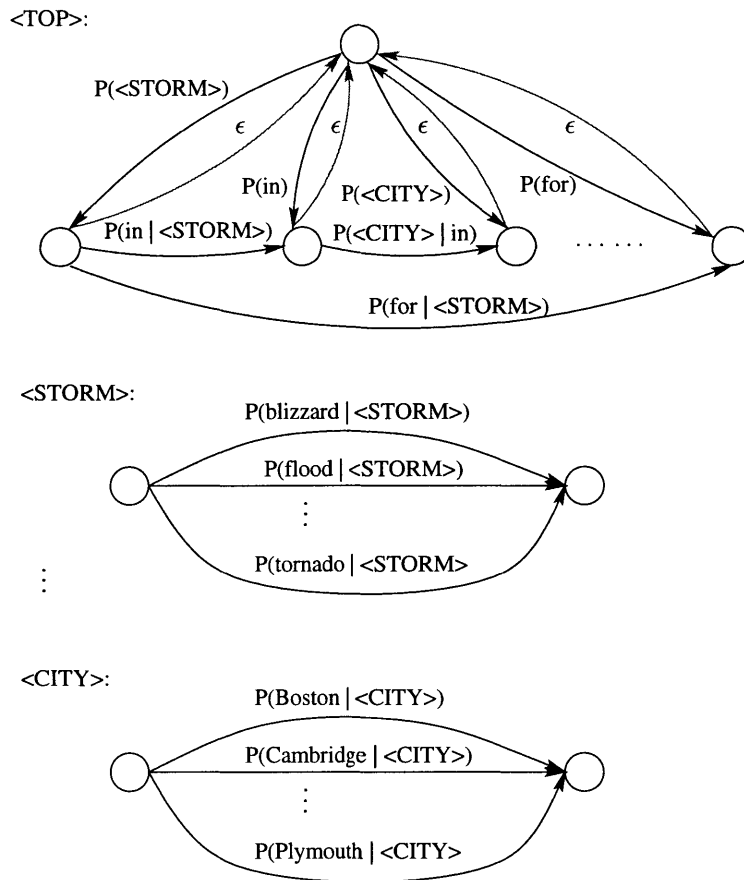 <TOP>:
P(<STORM>)
ϵ
ϵ
ϵ
ϵ
P(in)
P(<CITY>)
P(for)
P(in | <STORM>)
P(<CITY> | in)
...... 
P(for | <STORM>)
<STORM>:
P(blizzard | <STORM>)
P(flood | <STORM>)
⋮
P(tornado | <STORM>
⋮
<CITY>:
P(Boston | <CITY>)
P(Cambridge | <CITY>)
⋮
P(Plymouth | <CITY>